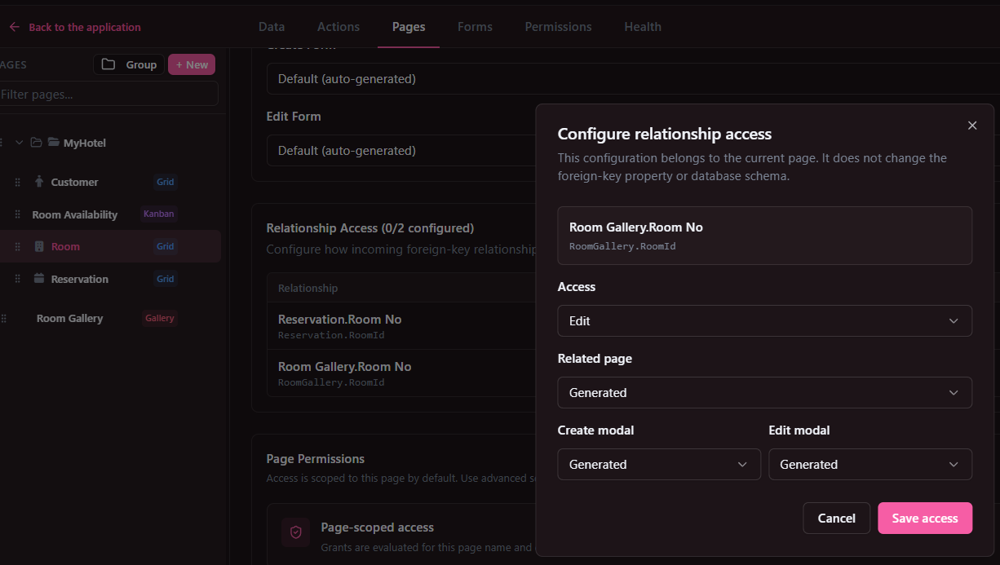 Back to the application
Data
Actions
Pages
Forms
Permissions
Health
AGES
Group
+ New
Filter pages...
MyHotel
Customer
Grid
Room Availability
Kanban
Room
Grid
Reservation
Grid
Room Gallery
Gallery
Create Form
Default (auto-generated)
Edit Form
Default (auto-generated)
Relationship Access (0/2 configured)
Configure how incoming foreign-key relationship
Relationship
Reservation.Room No
Reservation.RoomId
Room Gallery.Room No
RoomGallery.RoomId
Page Permissions
Access is scoped to this page by default. Use advanced
Page-scoped access
Grants are evaluated for this page name and
Configure relationship access
This configuration belongs to the current page. It does not change the
foreign-key property or database schema.
Room Gallery.Room No
RoomGallery.RoomId
Access
Edit
Related page
Generated
Create modal
Edit modal
Generated
Generated
Cancel
Save access